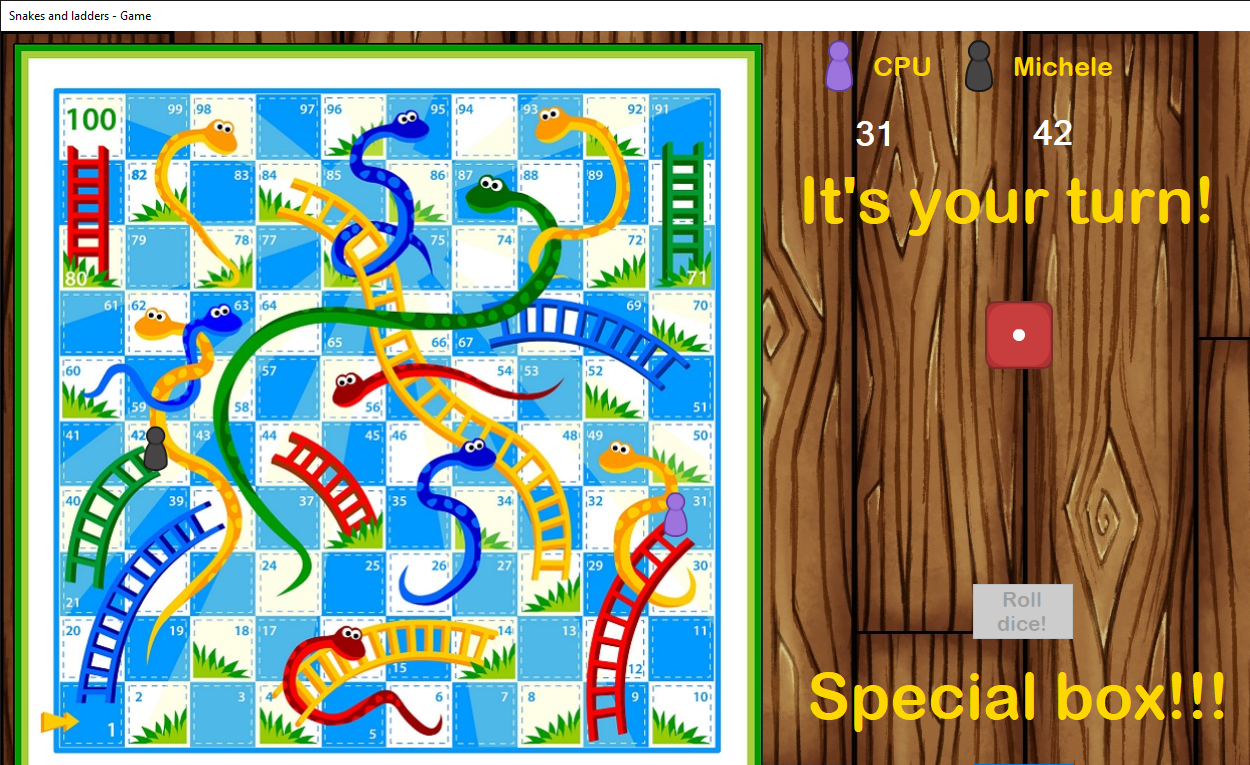 Snakes and ladders - Game
CPU Michele
31 42
It's your turn!
Roll
dice!
Special box!!!
100 99 98 97 96 95 94 93 92 91
82 83 84 85 86 87 88 89
80 79 78 77 75 74 72 71
61 62 63 64 65 66 67 69 70
60 59 58 57 56 54 53 52 51
41 42 43 44 45 46 48 49 50
40 39 37 35 34 32 31
21 24 25 26 27 29 30
20 19 18 17 15 14 13 12 11
1 2 3 4 5 6 7 8 9 10